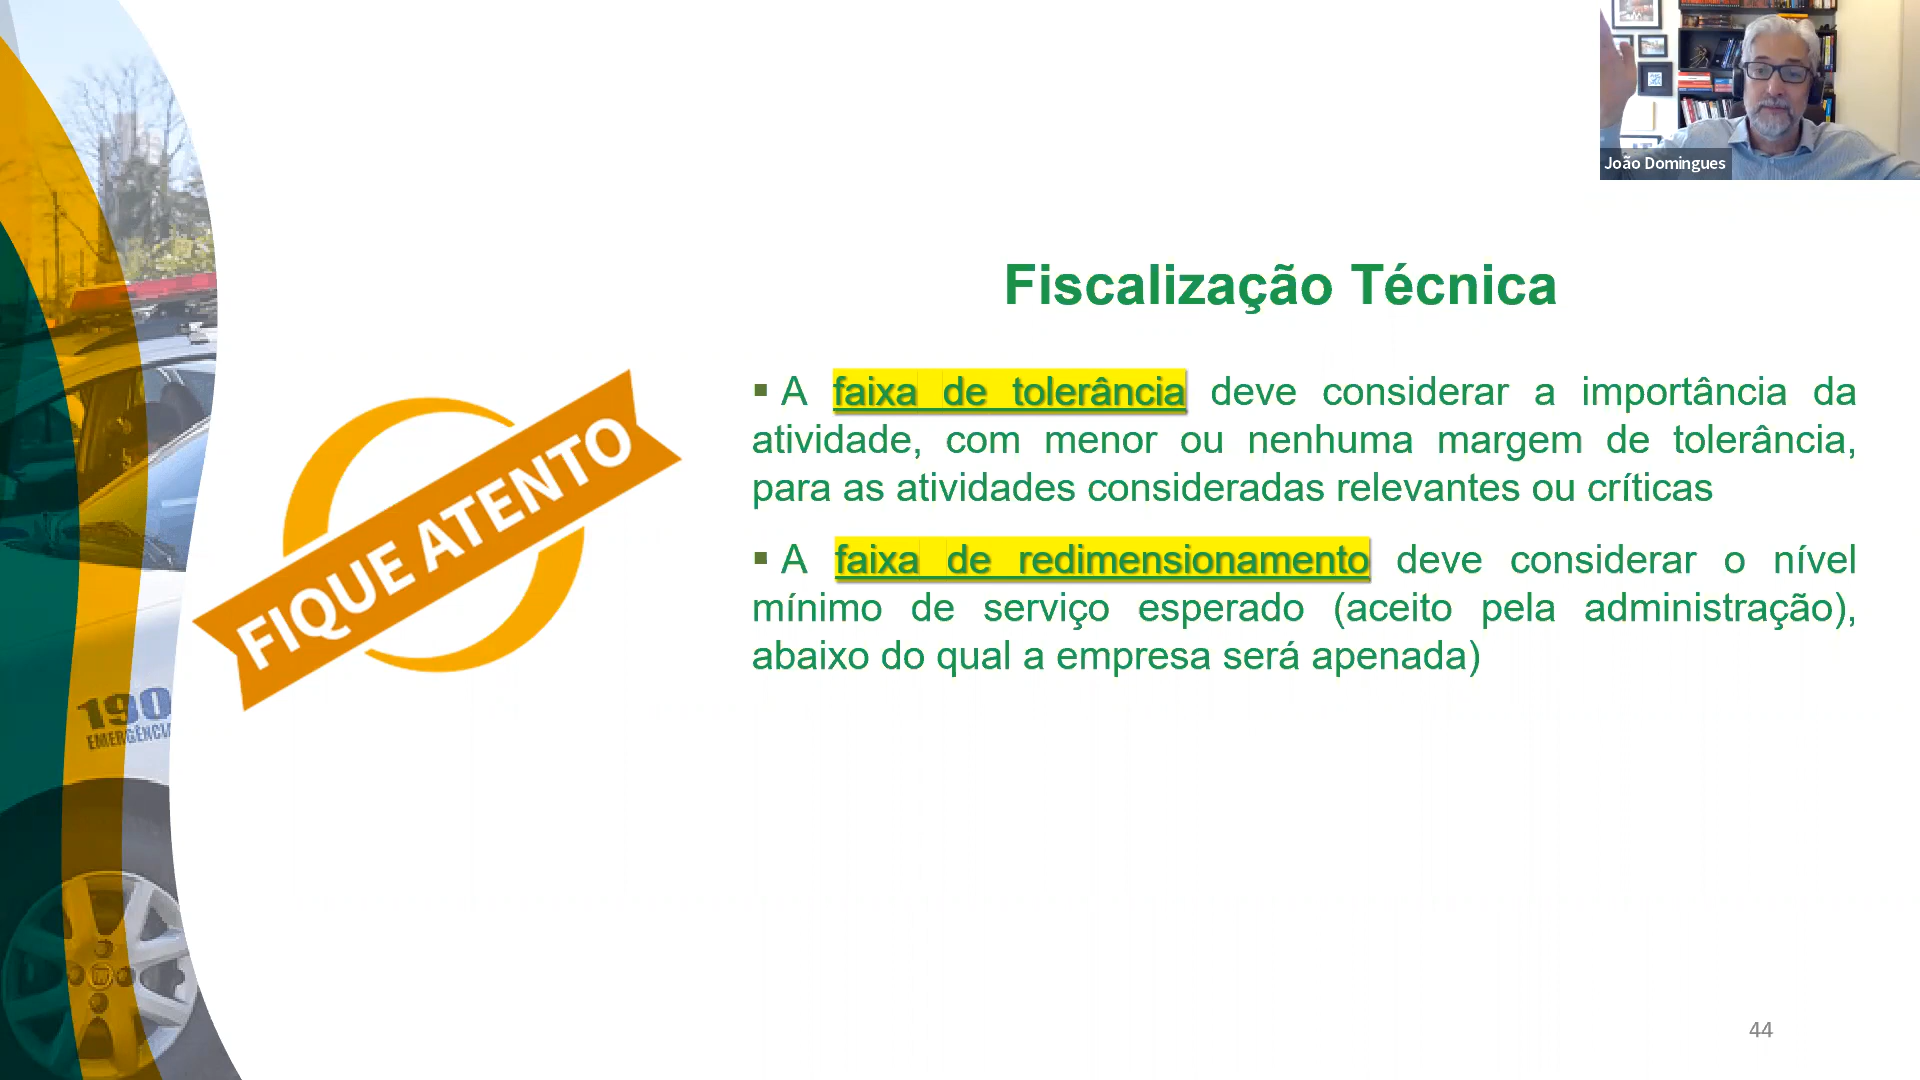 João Domingues
Fiscalização Técnica
▪ A faixa de tolerância deve considerar a importância da
atividade, com menor ou nenhuma margem de tolerância,
para as atividades consideradas relevantes ou críticas
▪ A faixa de redimensionamento deve considerar o nível
mínimo de serviço esperado (aceito pela administração),
abaixo do qual a empresa será apenada)
FIQUE ATENTO
190
EMERGÊNCIA
44